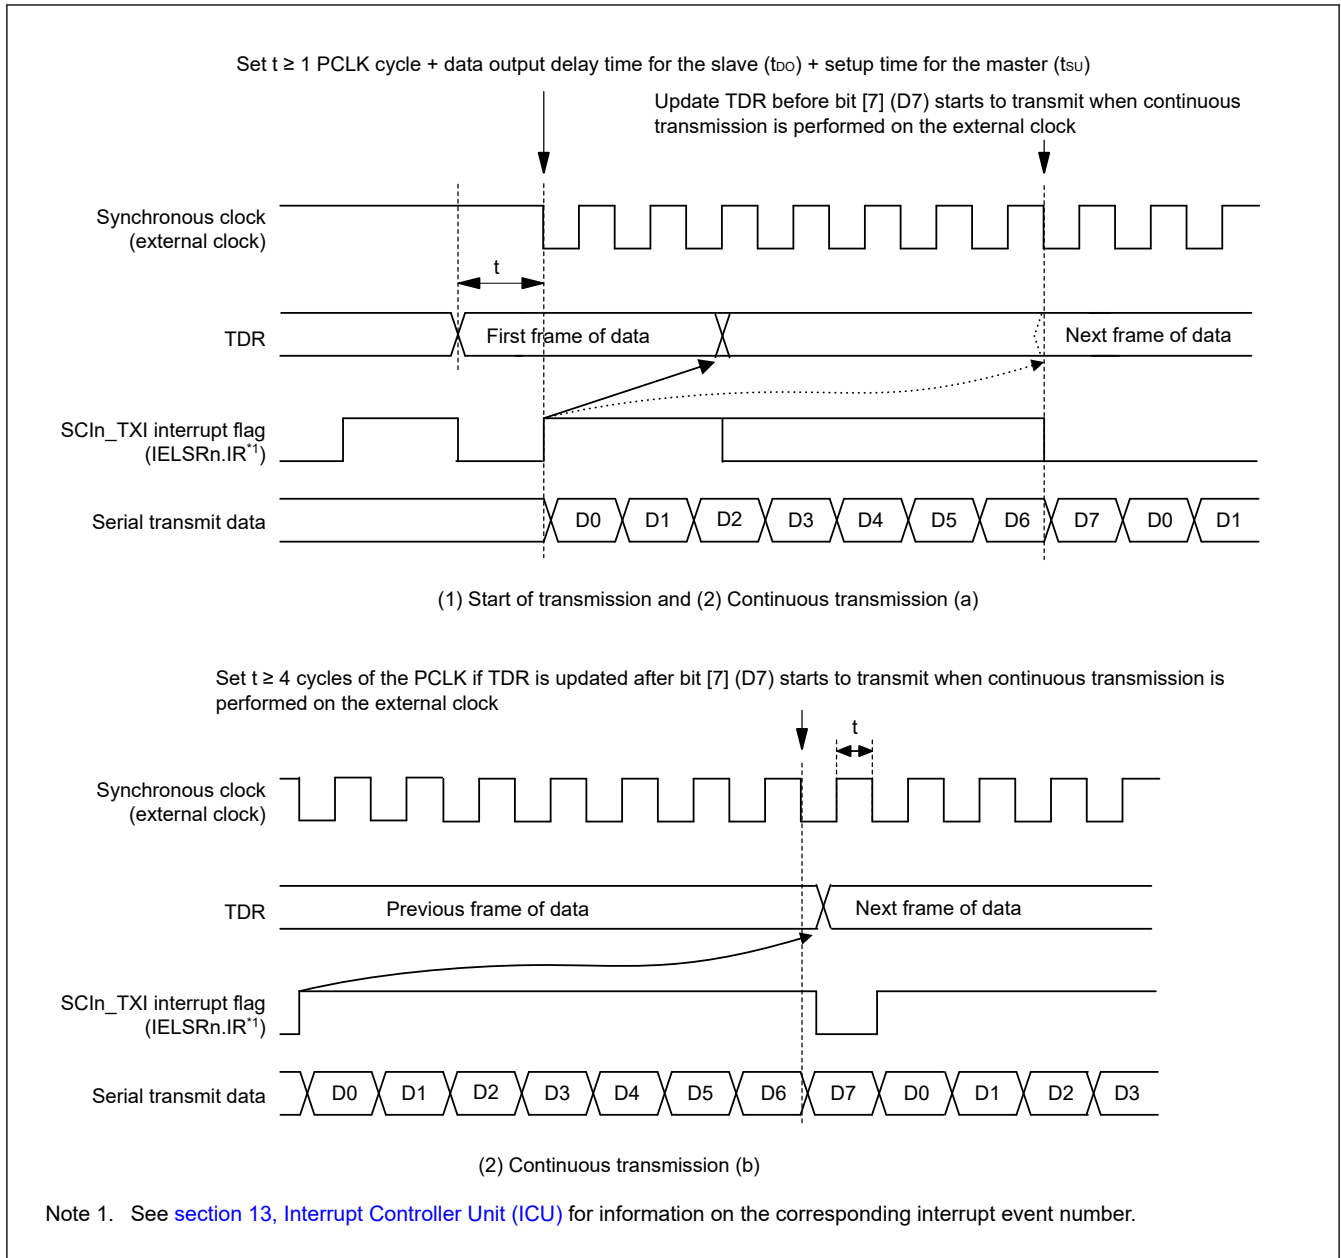 Set t ≥ 1 PCLK cycle + data output delay time for the slave (tDO) + setup time for the master (tSU)
Update TDR before bit [7] (D7) starts to transmit when continuous
transmission is performed on the external clock
Synchronous clock
(external clock)
t
TDR
First frame of data
Next frame of data
SCIn_TXI interrupt flag
(IELSRn.IR*1)
Serial transmit data
D0 D1 D2 D3 D4 D5 D6 D7 D0 D1
(1) Start of transmission and (2) Continuous transmission (a)
Set t ≥ 4 cycles of the PCLK if TDR is updated after bit [7] (D7) starts to transmit when continuous transmission is
performed on the external clock
t
Synchronous clock
(external clock)
TDR
Previous frame of data
Next frame of data
SCIn_TXI interrupt flag
(IELSRn.IR*1)
Serial transmit data
D0 D1 D2 D3 D4 D5 D6 D7 D0 D1 D2 D3
(2) Continuous transmission (b)
Note 1. See section 13, Interrupt Controller Unit (ICU) for information on the corresponding interrupt event number.